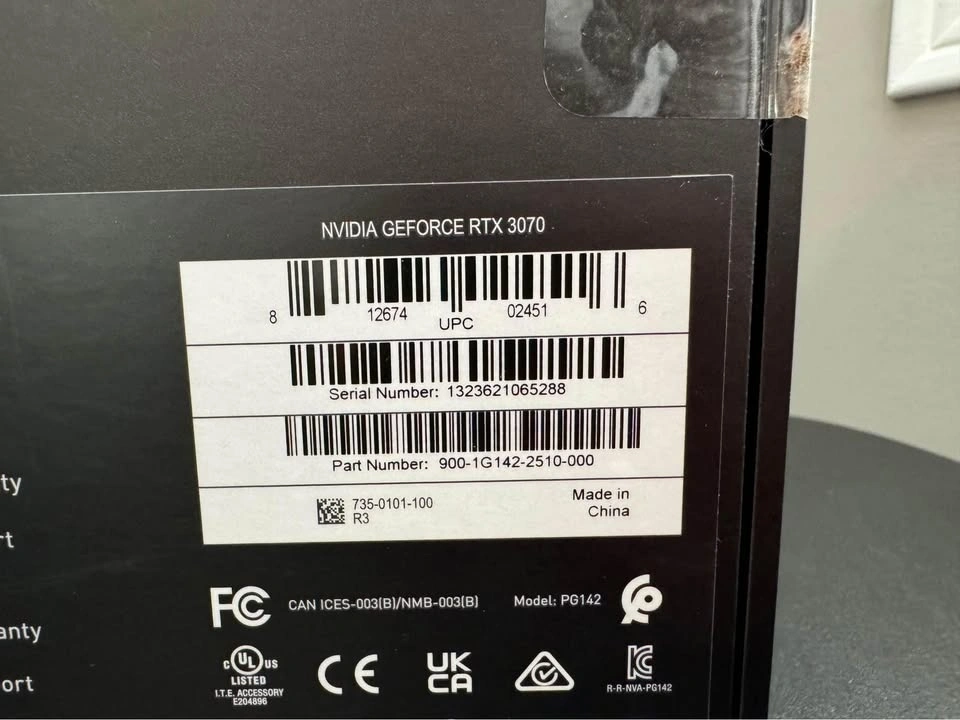 NVIDIA GEFORCE RTX 3070
8 12674 02451 6
UPC
Serial Number: 1323621065288
Part Number: 900-1G142-2510-000
735-0101-100
R3
Made in
China
ty
rt
anty
ort
FC CAN ICES-003(B)/NMB-003(B) Model: PG142
c UL US
LISTED
I.T.E. ACCESSORY
E204896
CE
UK
CA
R-R-NVA-PG142